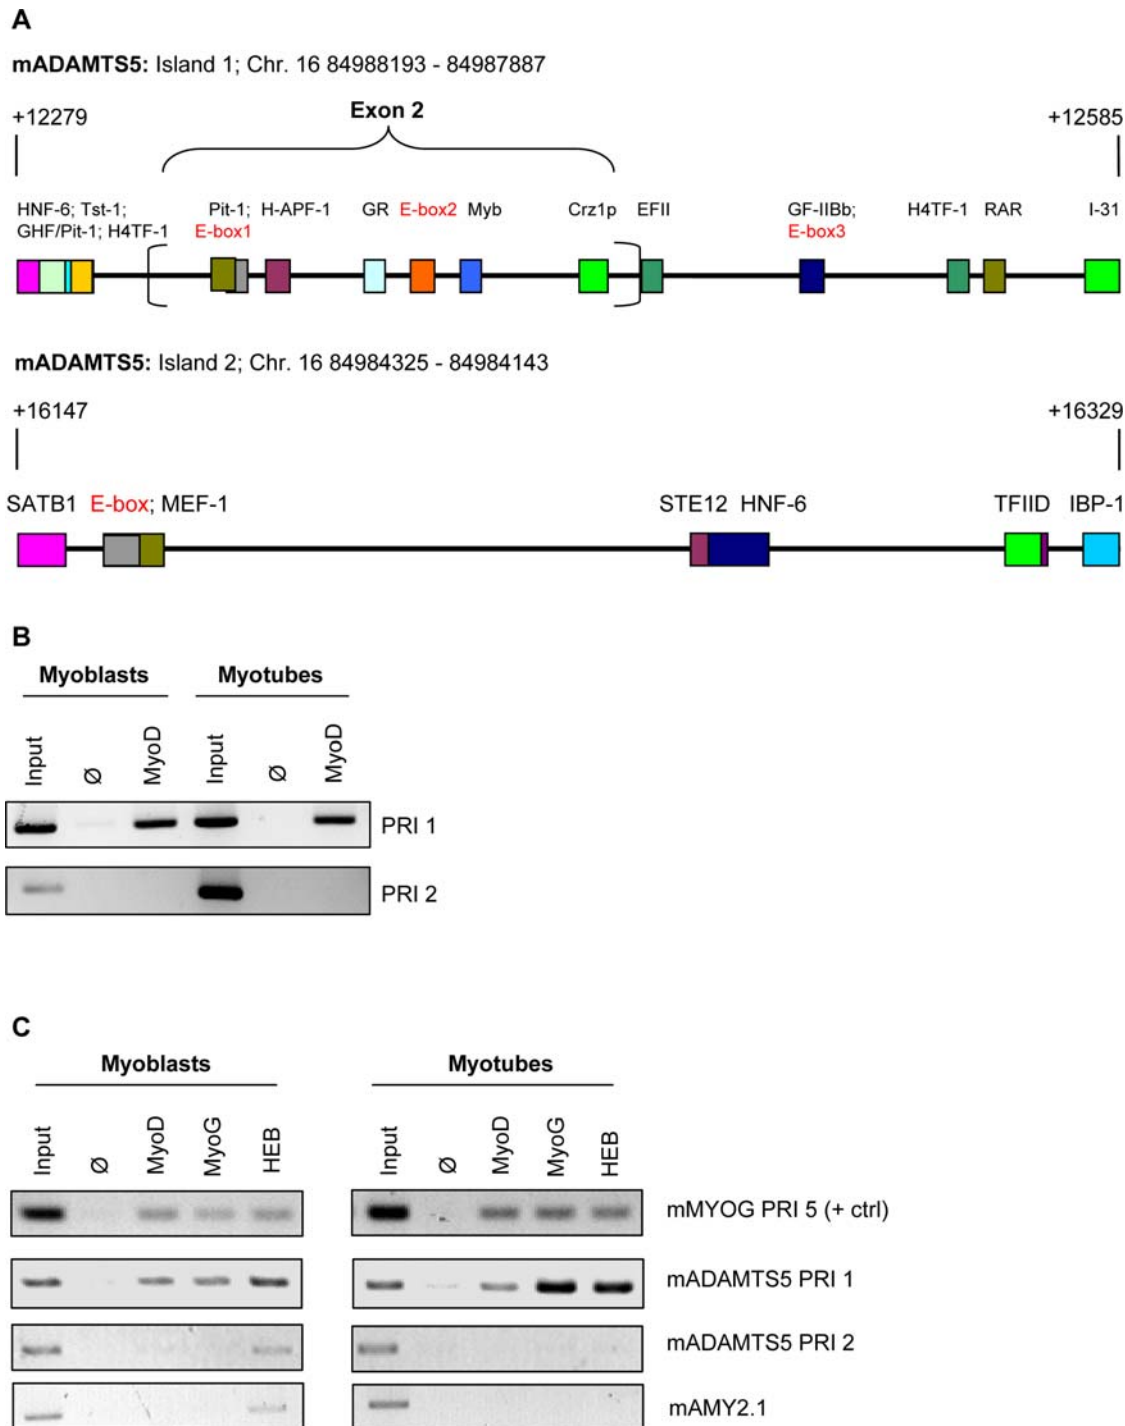 A
mADAMTS5: Island 1; Chr. 16 84988193 - 84987887
+12279
Exon 2
+12585
HNF-6; Tst-1;
GHF/Pit-1; H4TF-1
Pit-1;
E-box1
H-APF-1
GR
E-box2
Myb
Crz1p
EFII
GF-IIBb;
E-box3
H4TF-1
RAR
I-31
mADAMTS5: Island 2; Chr. 16 84984325 - 84984143
+16147
+16329
SATB1
E-box; MEF-1
STE12
HNF-6
TFIID
IBP-1
B
Myoblasts
Myotubes
Input
Ø
MyoD
Input
Ø
MyoD
PRI 1
PRI 2
C
Myoblasts
Myotubes
Input
Ø
MyoD
MyoG
HEB
Input
Ø
MyoD
MyoG
HEB
mMYOG PRI 5 (+ ctrl)
mADAMTS5 PRI 1
mADAMTS5 PRI 2
mAMY2.1